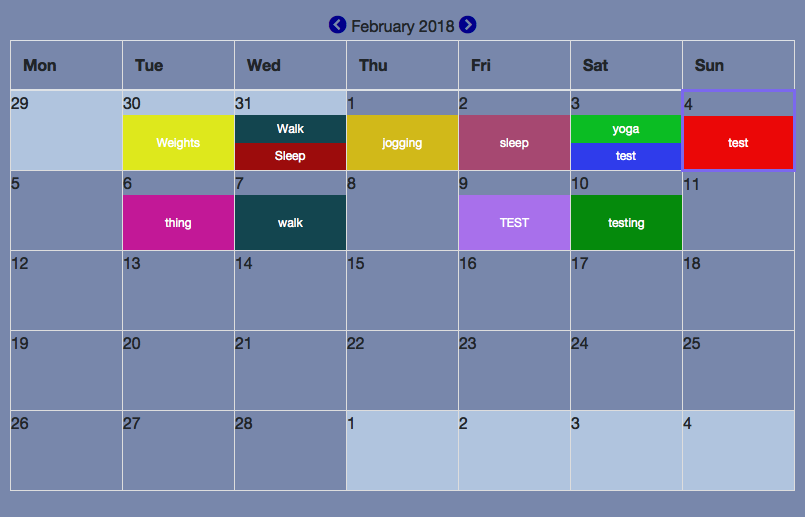 February 2018
Mon Tue Wed Thu Fri Sat Sun
29 30 31 1 2 3 4
Weights Walk jogging sleep yoga test
Sleep test
5 6 7 8 9 10 11
thing walk TEST testing
12 13 14 15 16 17 18
19 20 21 22 23 24 25
26 27 28 1 2 3 4